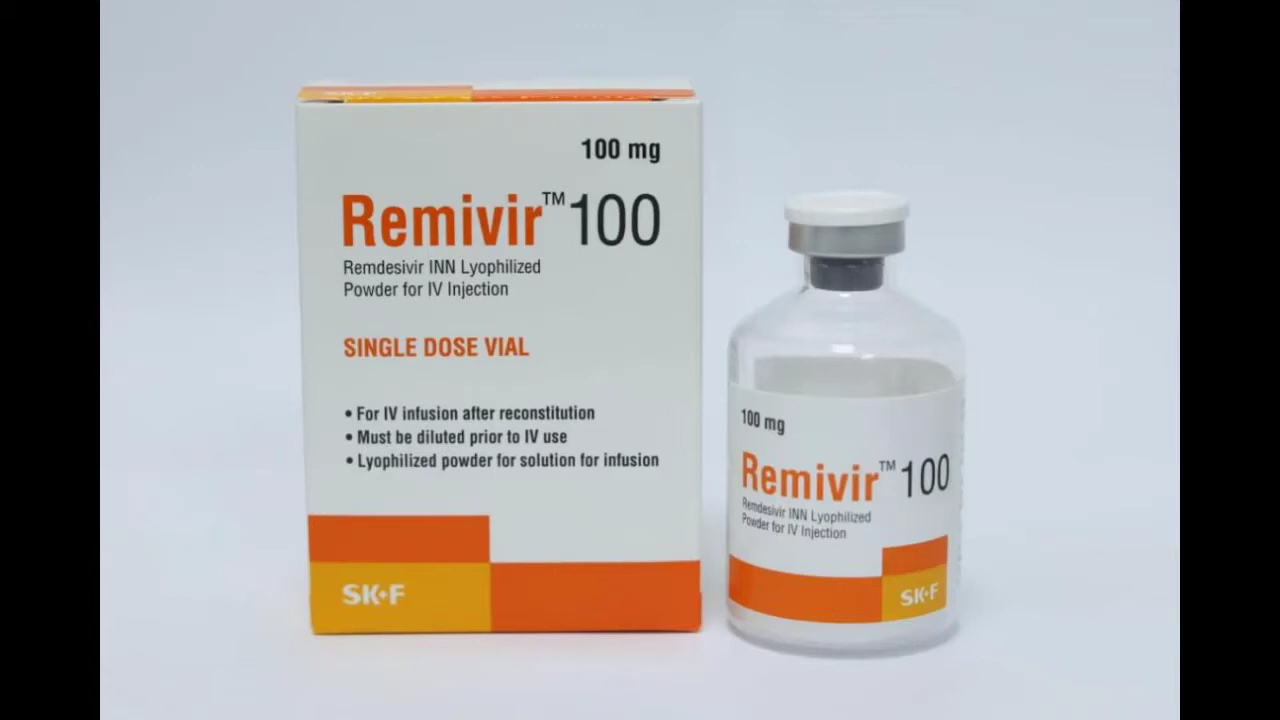 100 mg
Remivir™ 100
Remdesivir INN Lyophilized
Powder for IV Injection
SINGLE DOSE VIAL
• For IV infusion after reconstitution
• Must be diluted prior to IV use
• Lyophilized powder for solution for infusion
SK+F
100 mg
Remivir™ 100
Remdesivir INN Lyophilized
Powder for IV Injection
SK+F